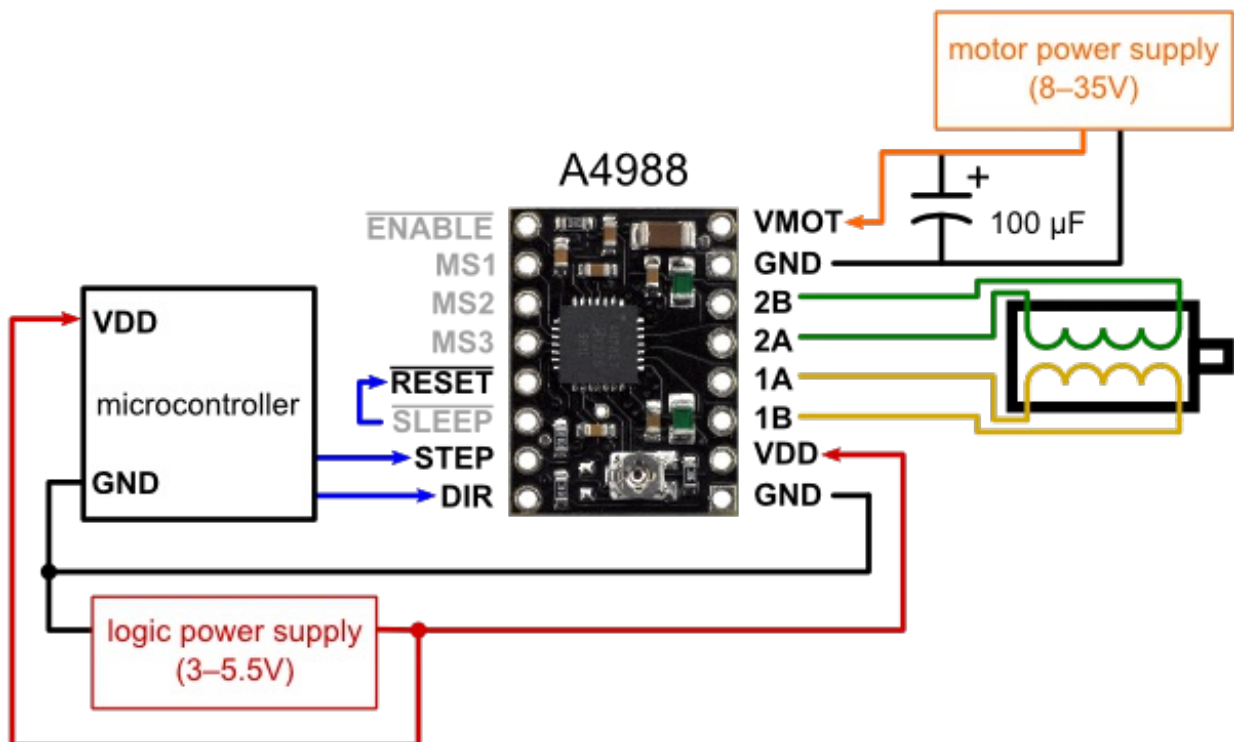 motor power supply
(8–35V)
A4988
ENABLE
MS1
MS2
MS3
RESET
SLEEP
STEP
DIR
VMOT
GND
2B
2A
1A
1B
VDD
GND
+
100 µF
VDD
microcontroller
GND
logic power supply
(3–5.5V)